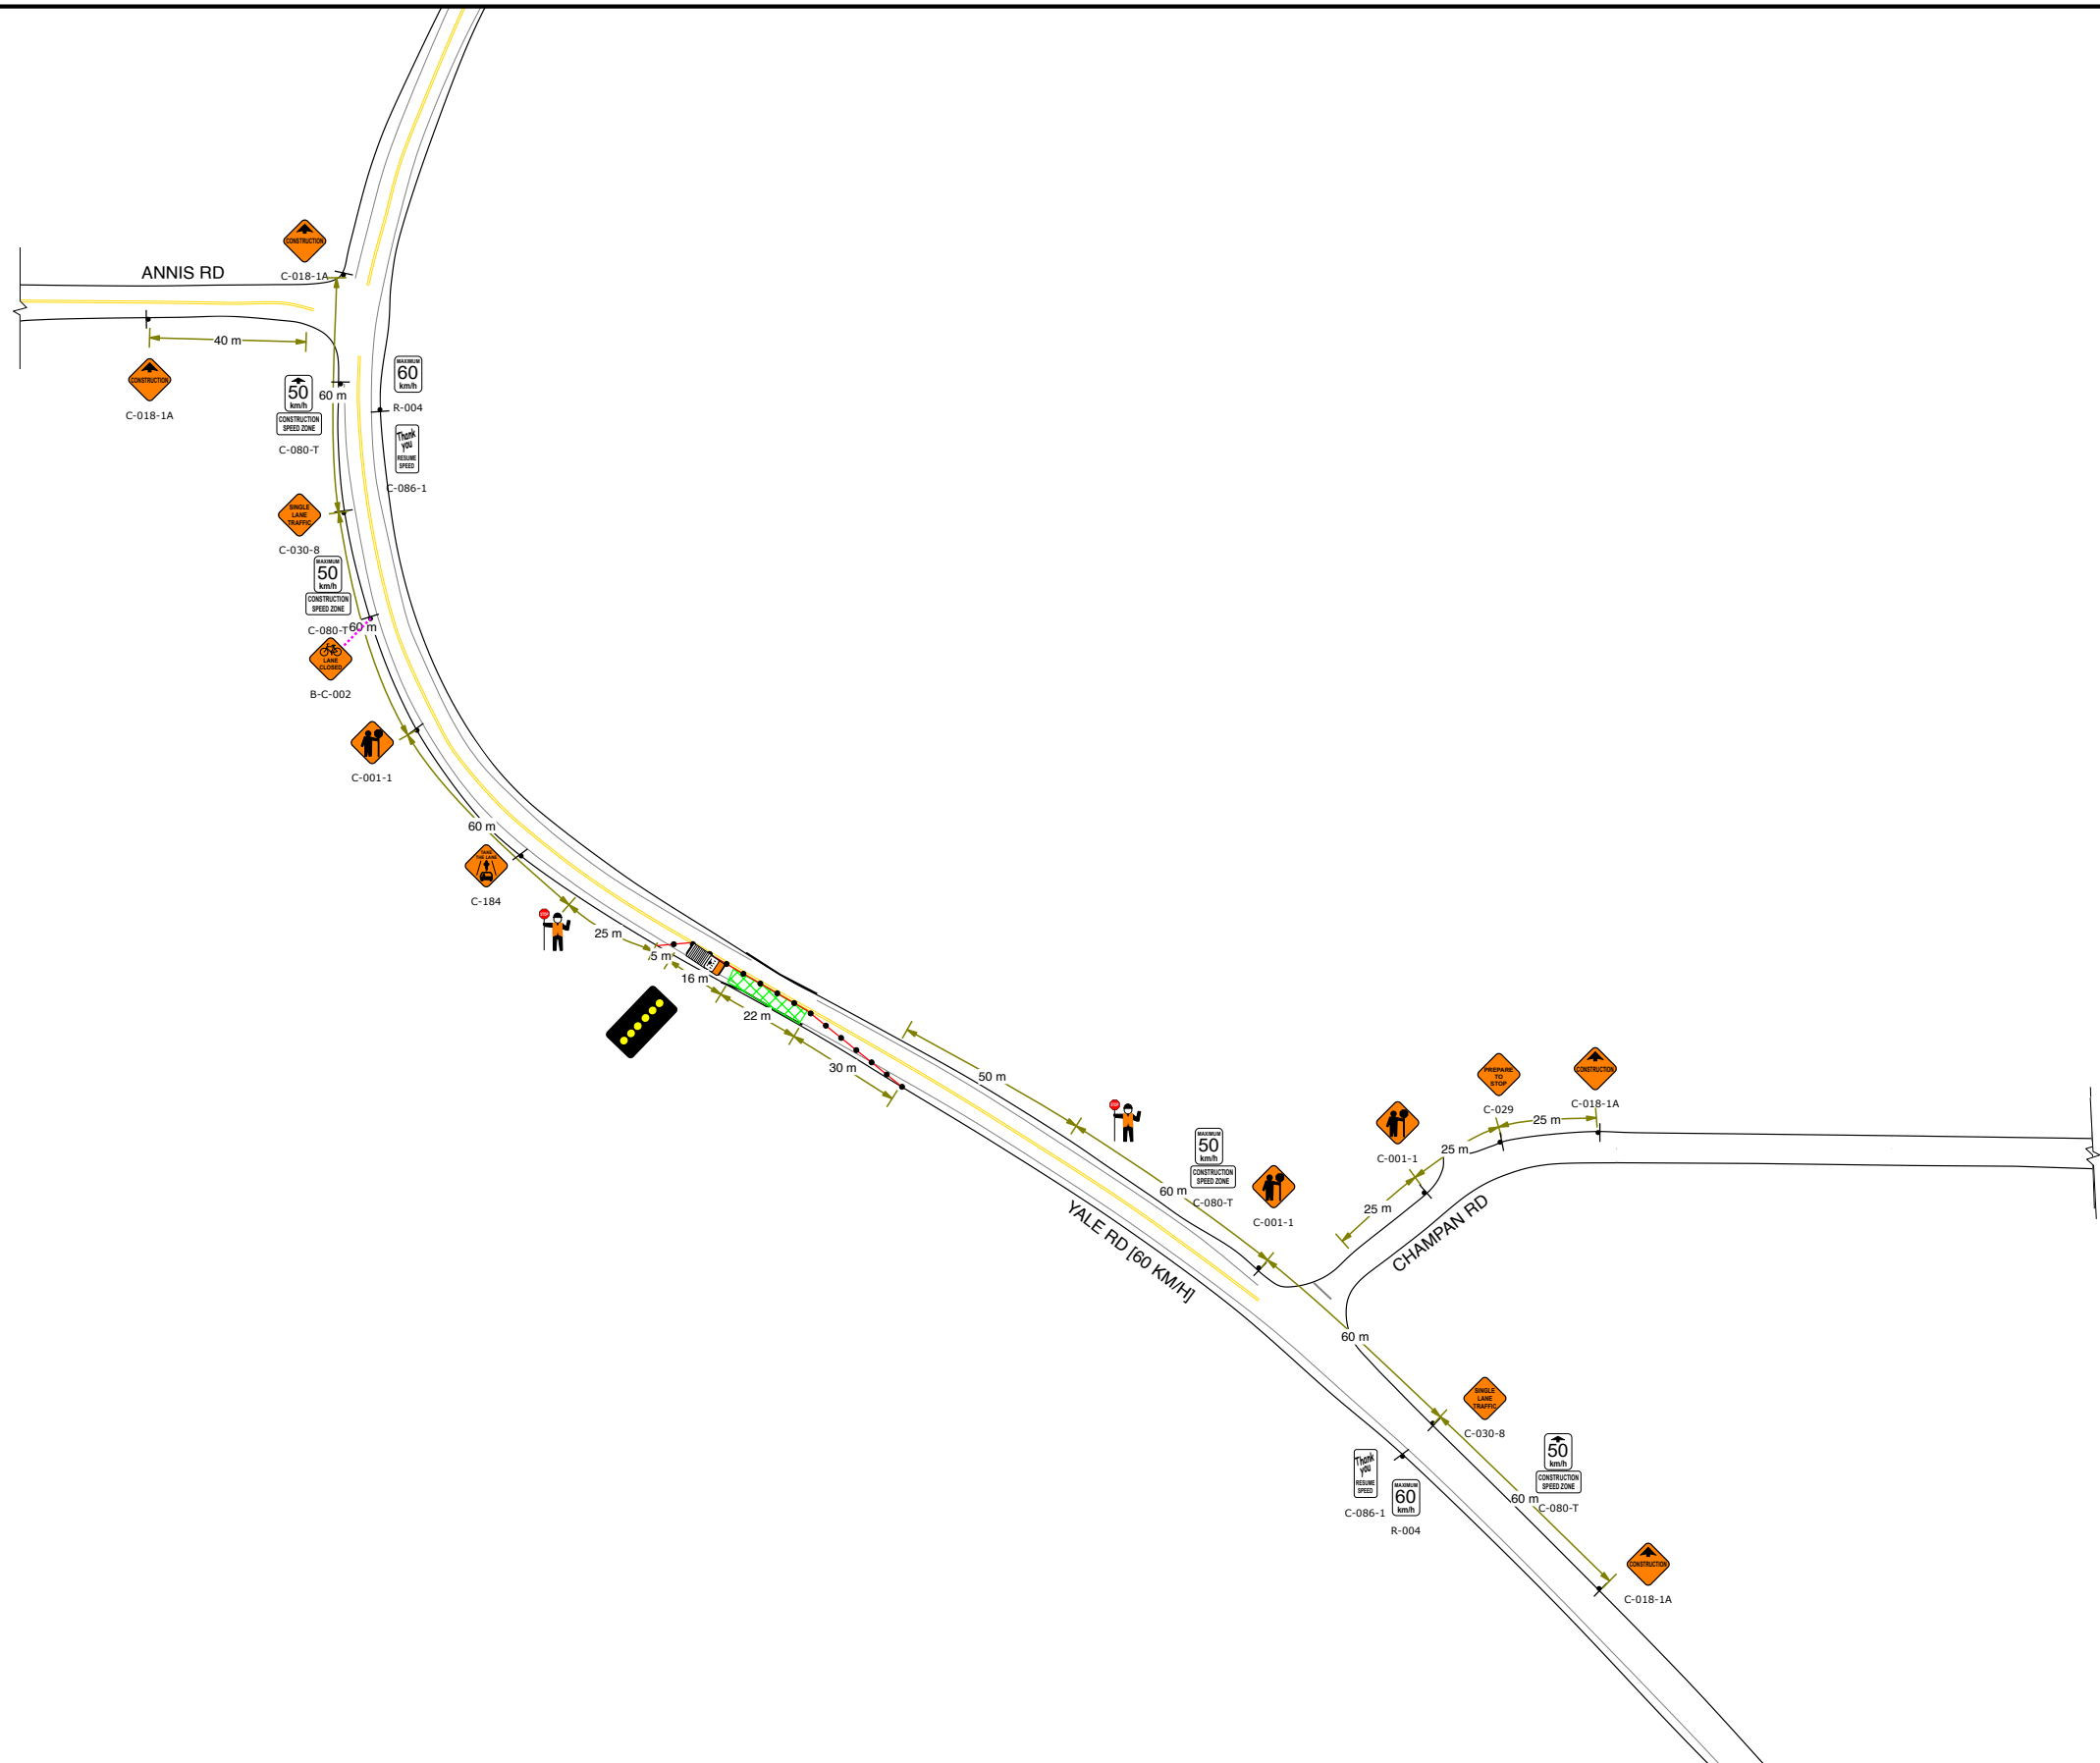 CONSTRUCTION
C-018-1A
ANNIS RD
40 m
CONSTRUCTION
C-018-1A
60 m
50
km/h
CONSTRUCTION
SPEED ZONE
C-080-T
MAXIMUM
60
km/h
R-004
Thank
you
RESUME
SPEED
C-086-1
SINGLE
LANE
TRAFFIC
C-030-8
MAXIMUM
50
km/h
CONSTRUCTION
SPEED ZONE
C-080-T
60 m
LANE
CLOSED
B-C-002
C-001-1
60 m
TAKE
THE LANE
C-184
STOP
25 m
5 m
16 m
22 m
30 m
50 m
STOP
60 m
MAXIMUM
50
km/h
CONSTRUCTION
SPEED ZONE
C-080-T
C-001-1
YALE RD [60 KM/H]
C-001-1
PREPARE
TO
STOP
C-029
CONSTRUCTION
C-018-1A
25 m
25 m
25 m
CHAMPAN RD
60 m
SINGLE
LANE
TRAFFIC
C-030-8
50
km/h
CONSTRUCTION
SPEED ZONE
C-080-T
60 m
Thank
you
RESUME
SPEED
C-086-1
MAXIMUM
60
km/h
R-004
CONSTRUCTION
C-018-1A